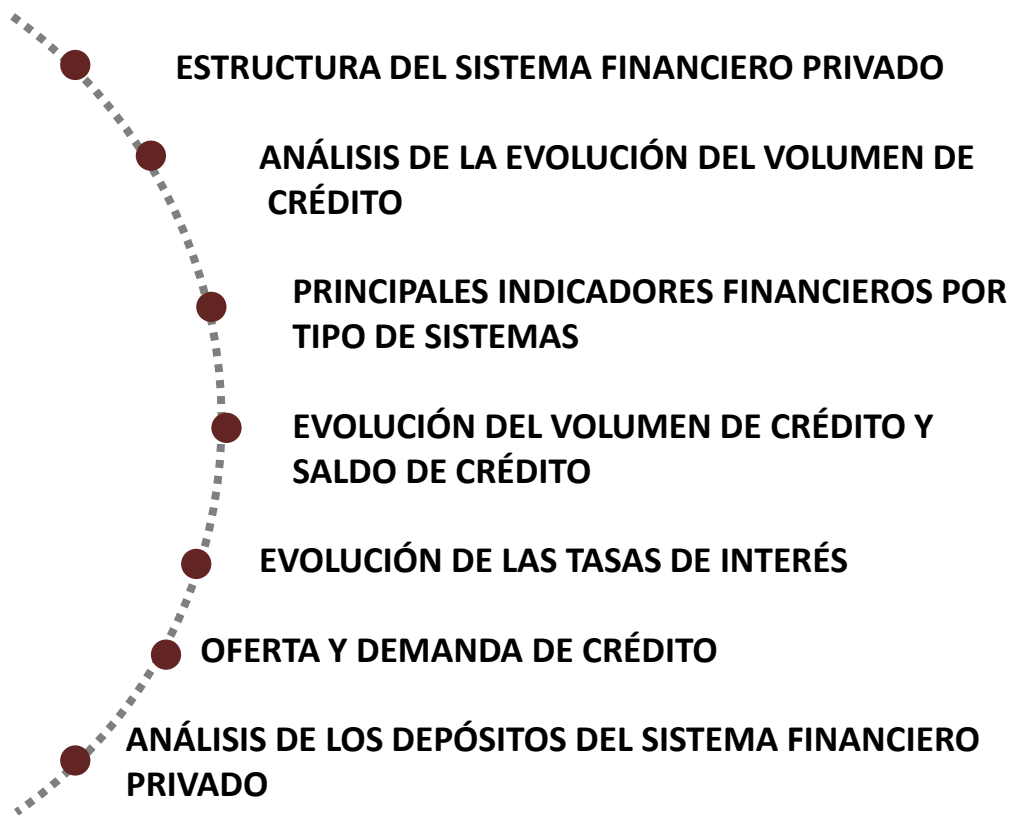 ESTRUCTURA DEL SISTEMA FINANCIERO PRIVADO
ANÁLISIS DE LA EVOLUCIÓN DEL VOLUMEN DE
CRÉDITO
PRINCIPALES INDICADORES FINANCIEROS POR
TIPO DE SISTEMAS
EVOLUCIÓN DEL VOLUMEN DE CRÉDITO Y
SALDO DE CRÉDITO
EVOLUCIÓN DE LAS TASAS DE INTERÉS
OFERTA Y DEMANDA DE CRÉDITO
ANÁLISIS DE LOS DEPÓSITOS DEL SISTEMA FINANCIERO
PRIVADO